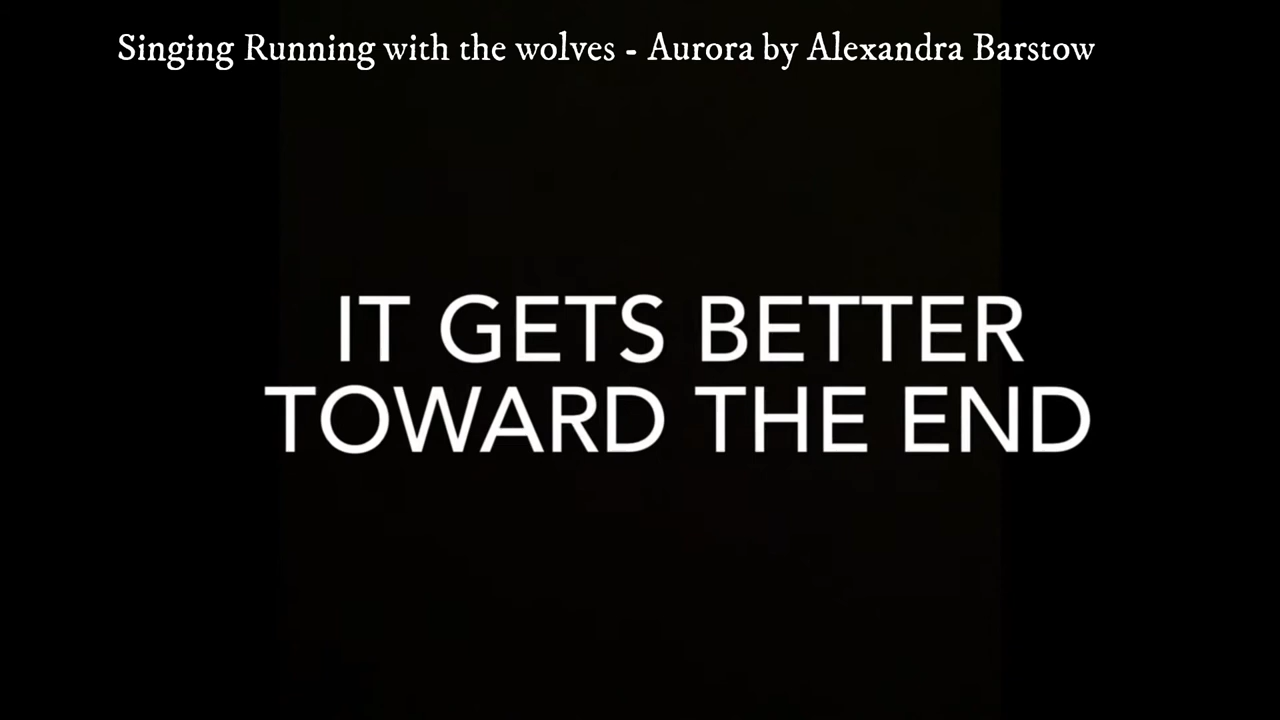 Singing Running with the wolves - Aurora by Alexandra Barstow
IT GETS BETTER
TOWARD THE END